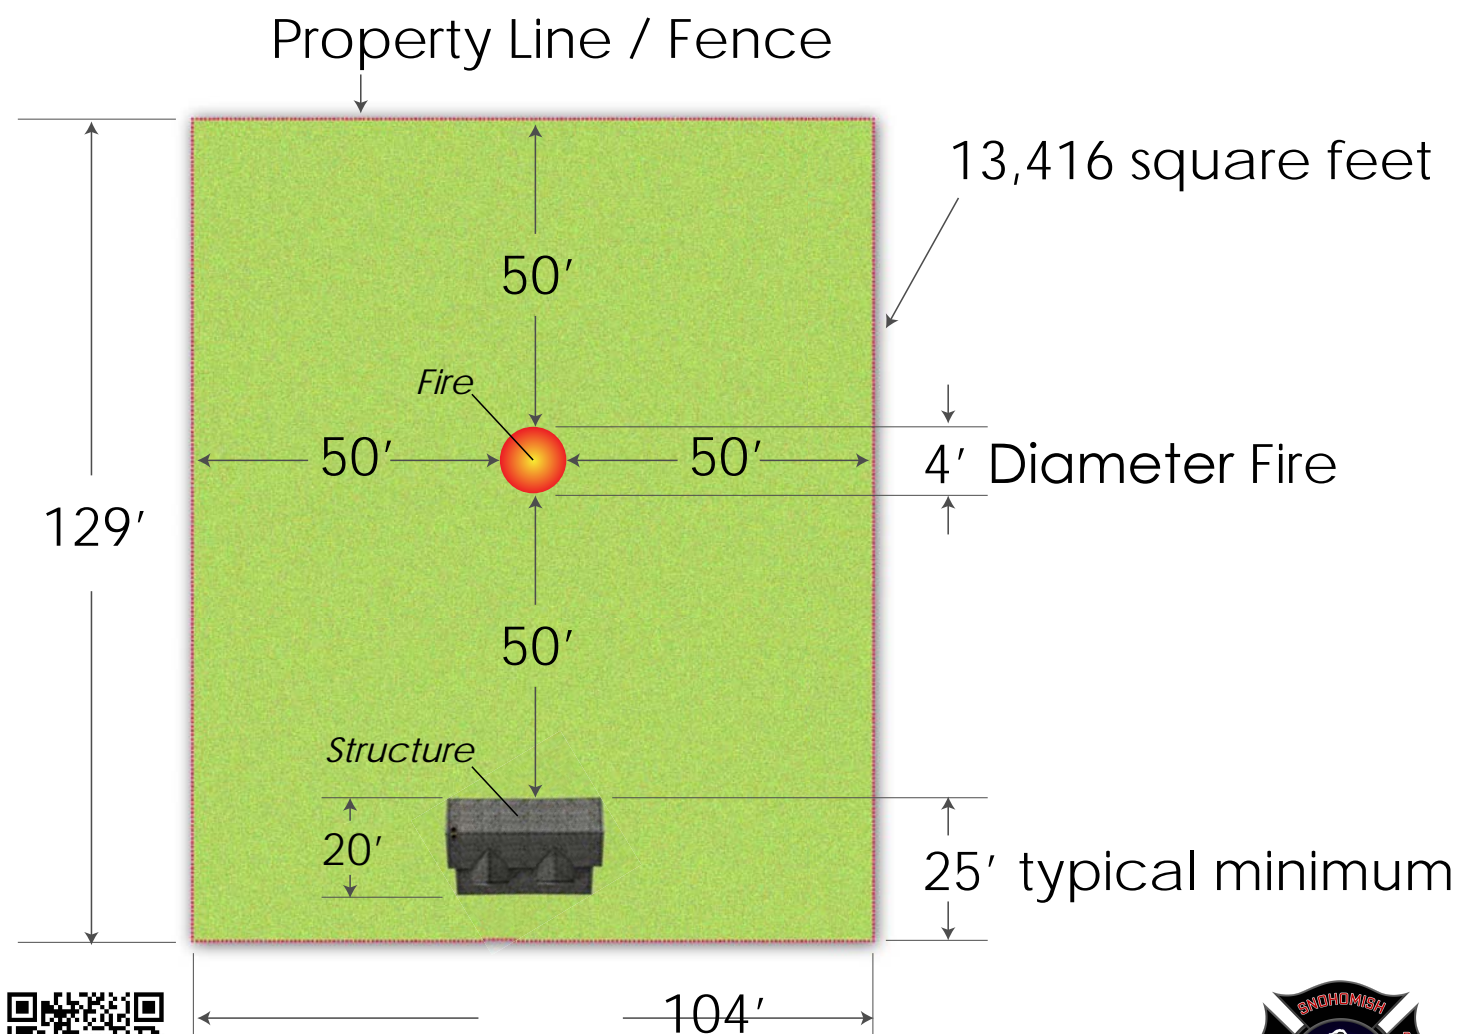 Property Line / Fence
13,416 square feet
50'
Fire
50'
50'
4' Diameter Fire
129'
50'
Structure
20'
25' typical minimum
104'
SNOHOMISH